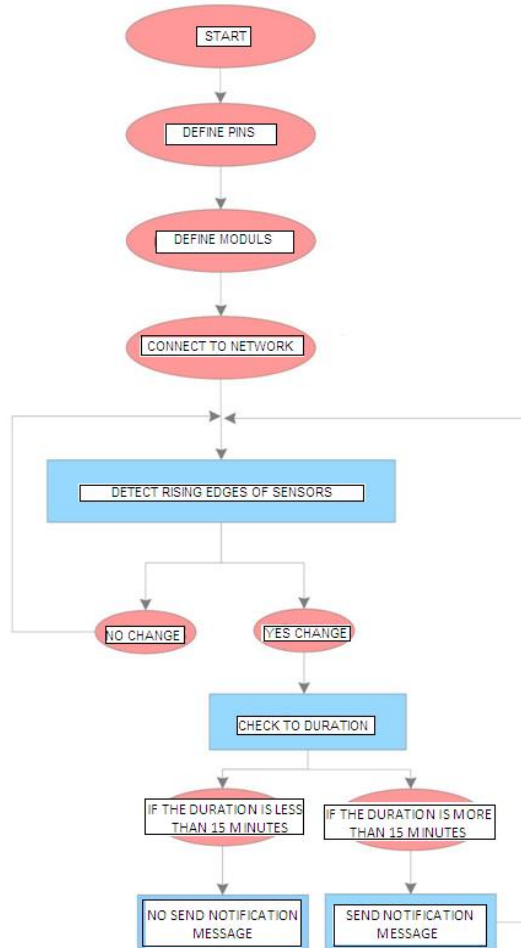 START
DEFINE PINS
DEFINE MODULS
CONNECT TO NETWORK
DETECT RISING EDGES OF SENSORS
NO CHANGE
YES CHANGE
CHECK TO DURATION
IF THE DURATION IS LESS
THAN 15 MINUTES
IF THE DURATION IS MORE
THAN 15 MINUTES
NO SEND NOTIFICATION
MESSAGE
SEND NOTIFICATION
MESSAGE